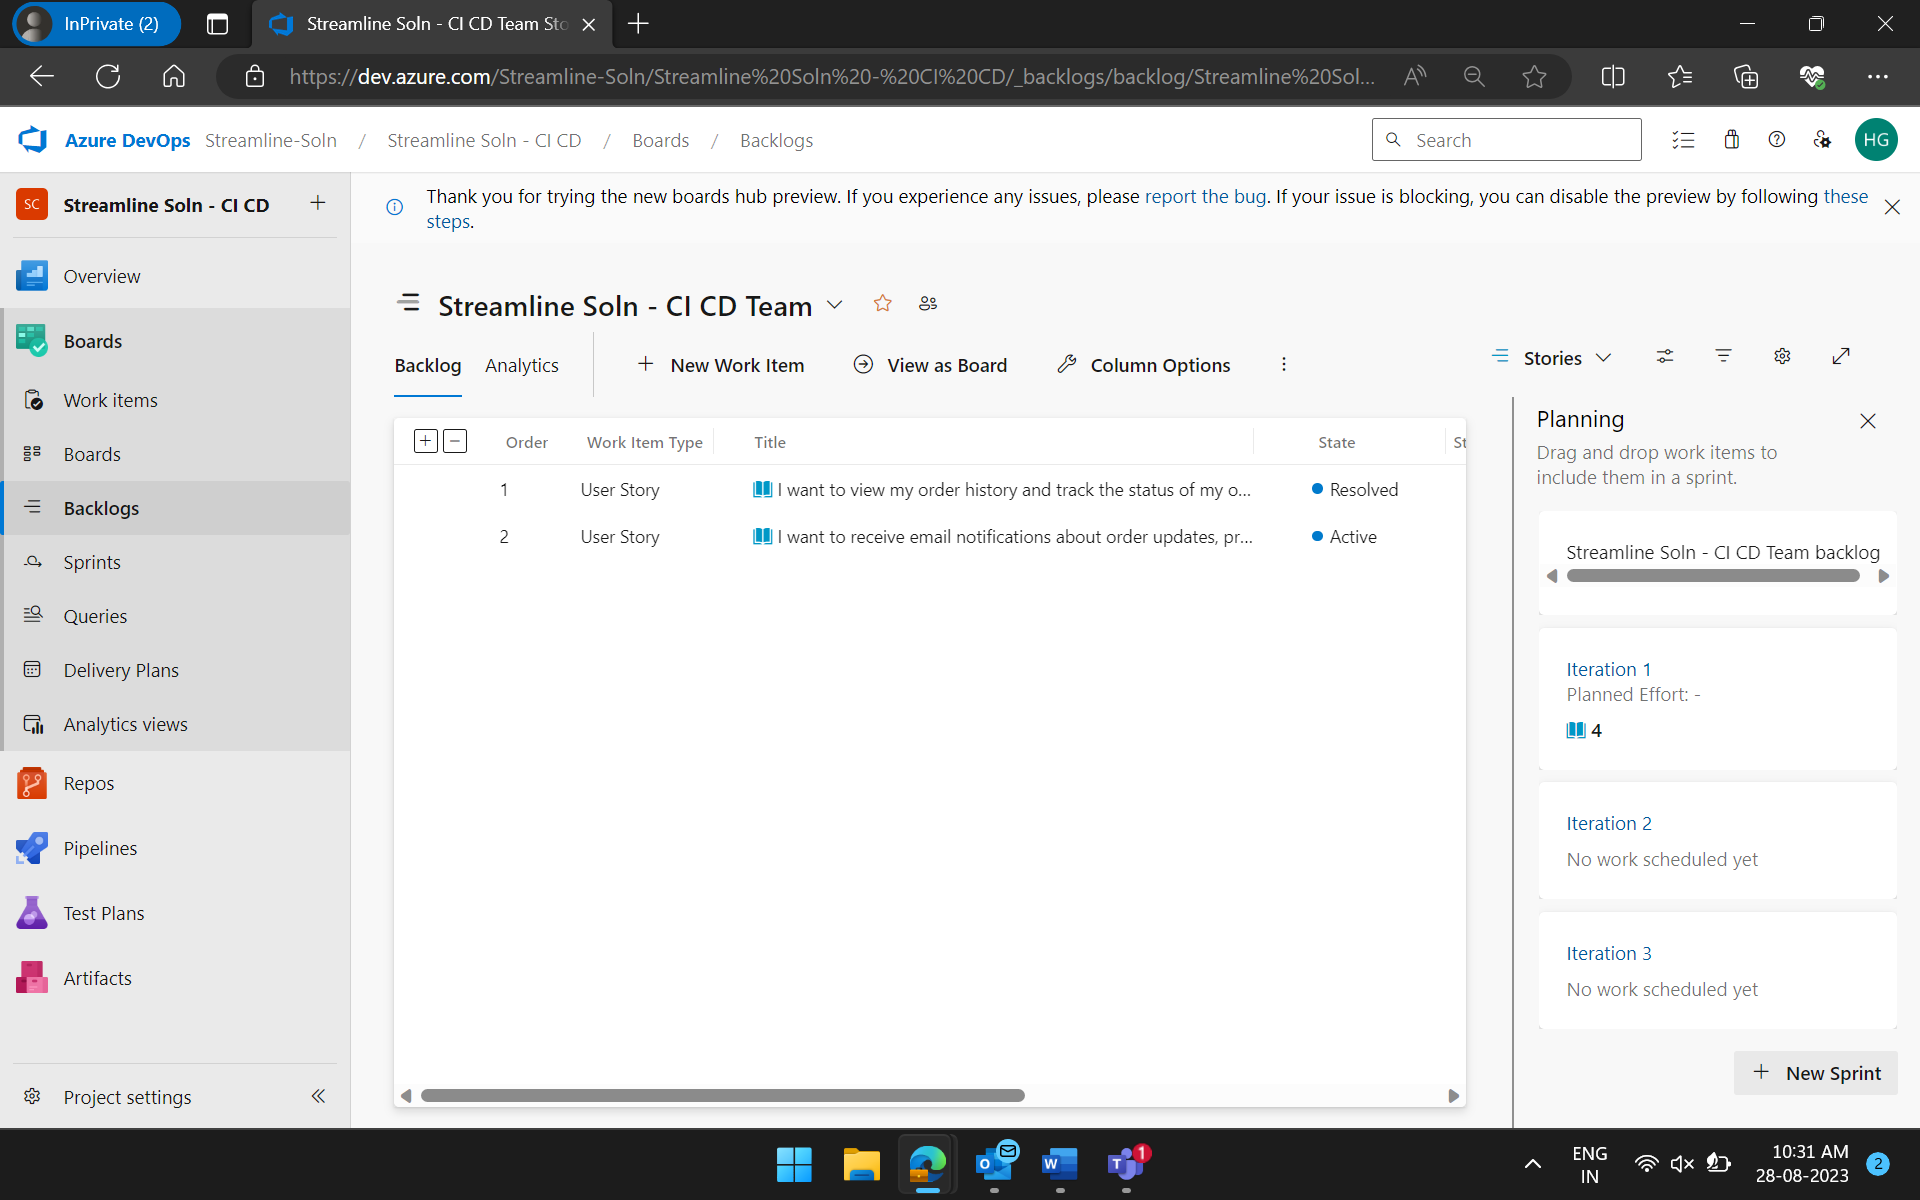 InPrivate (2)
Streamline Soln - CI CD Team Sto
https://dev.azure.com/Streamline-Soln/Streamline%20Soln%20-%20CI%20CD/_backlogs/backlog/Streamline%20Sol...
Azure DevOps Streamline-Soln / Streamline Soln - CI CD / Boards / Backlogs
Search
HG
SC Streamline Soln - CI CD
Thank you for trying the new boards hub preview. If you experience any issues, please report the bug. If your issue is blocking, you can disable the preview by following these
steps.
Overview
Boards
Work items
Boards
Backlogs
Sprints
Queries
Delivery Plans
Analytics views
Repos
Pipelines
Test Plans
Artifacts
Project settings
Streamline Soln - CI CD Team
Backlog Analytics New Work Item View as Board Column Options
Stories
Order Work Item Type Title State St
1 User Story I want to view my order history and track the status of my o... Resolved
2 User Story I want to receive email notifications about order updates, pr... Active
Planning
Drag and drop work items to
include them in a sprint.
Streamline Soln - CI CD Team backlog
Iteration 1
Planned Effort: -
4
Iteration 2
No work scheduled yet
Iteration 3
No work scheduled yet
New Sprint
1
ENG
IN
10:31 AM
28-08-2023
2